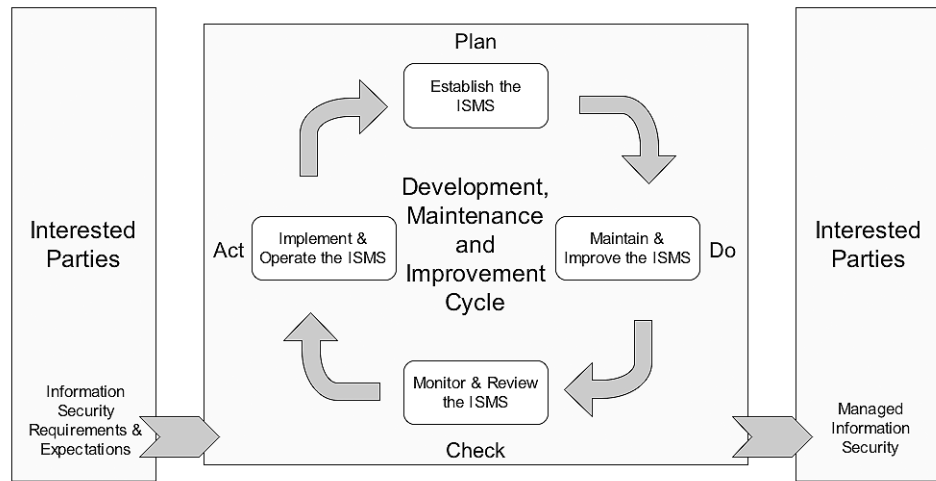 Interested
Parties
Information
Security
Requirements &
Expectations
Plan
Establish the
ISMS
Development,
Maintenance
and
Improvement
Cycle
Act
Implement &
Operate the ISMS
Maintain &
Improve the ISMS
Do
Monitor & Review
the ISMS
Check
Interested
Parties
Managed
Information
Security